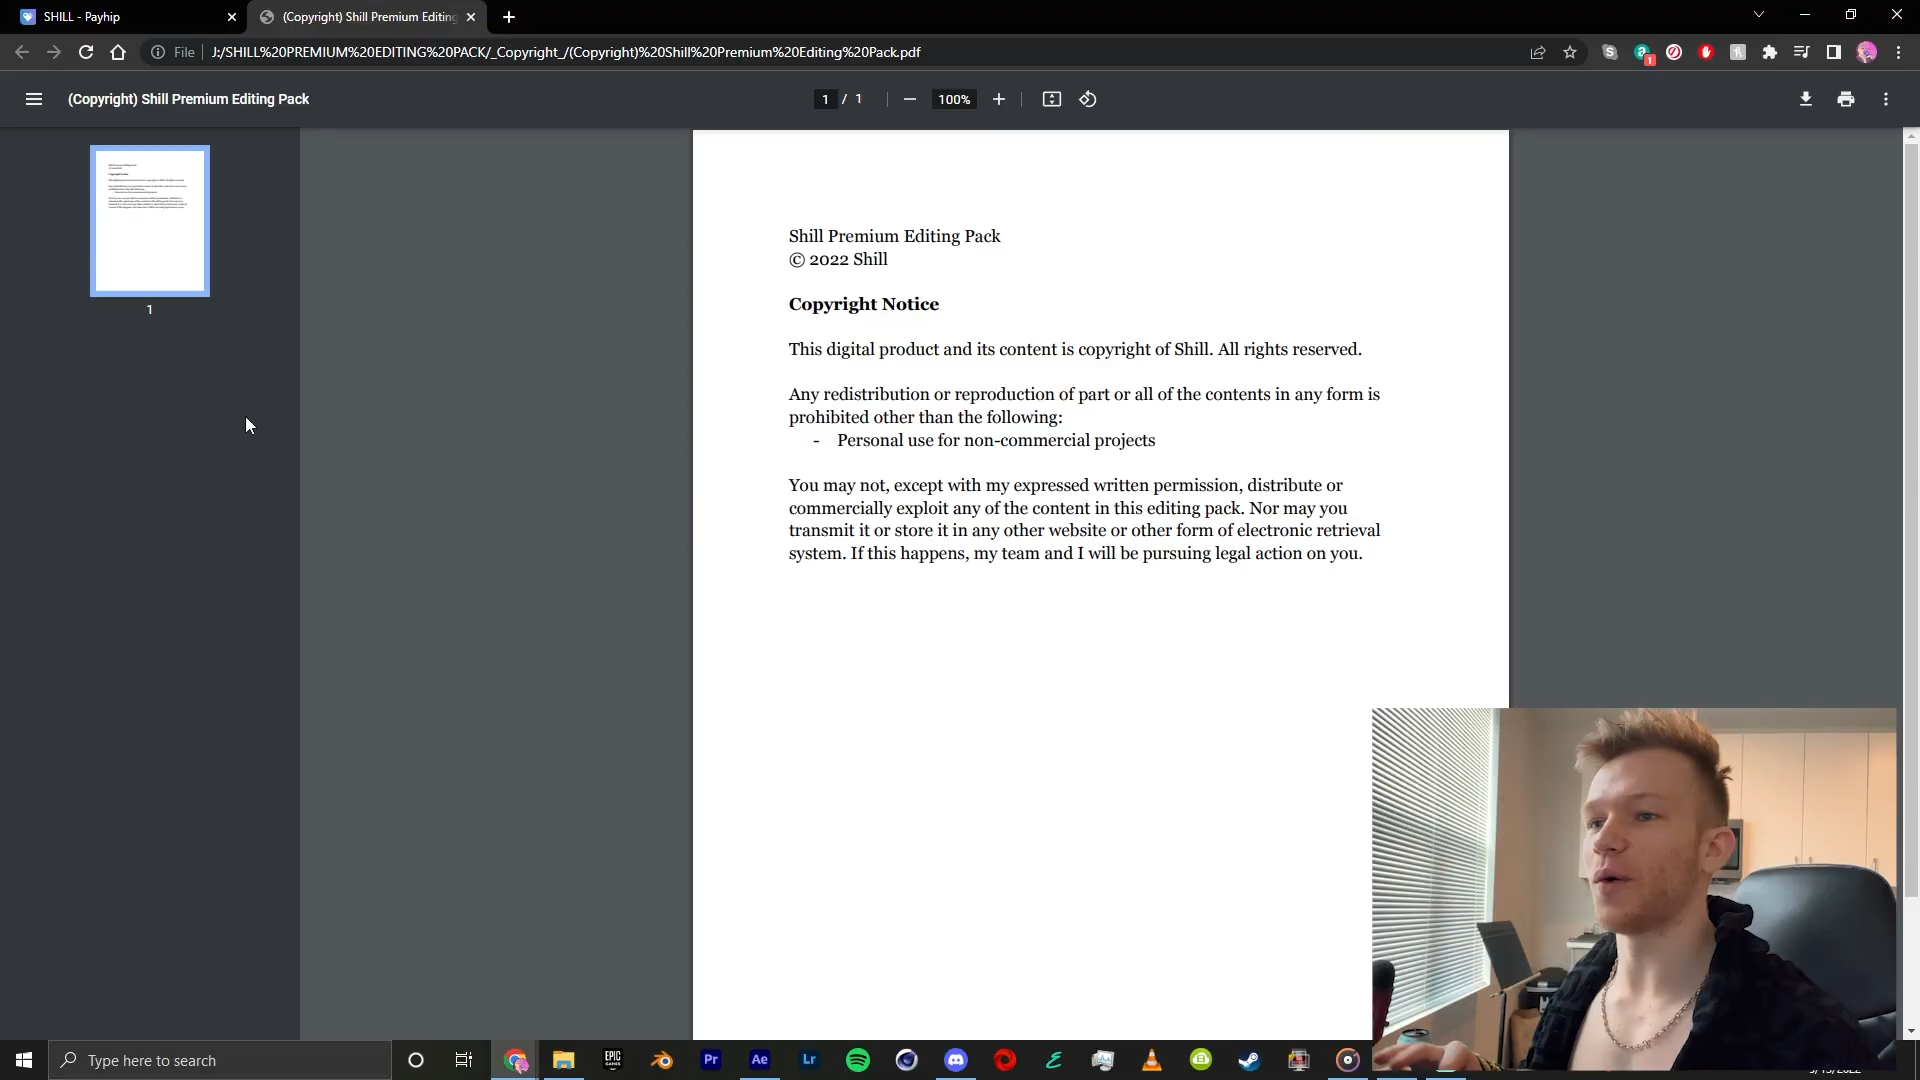 SHILL - Payhip
(Copyright) Shill Premium Editing
File
J:/SHILL%20PREMIUM%20EDITING%20PACK/_Copyright_/(Copyright)%20Shill%20Premium%20Editing%20Pack.pdf
1
(Copyright) Shill Premium Editing Pack
1 / 1
100%
1
Shill Premium Editing Pack
© 2022 Shill
Copyright Notice
This digital product and its content is copyright of Shill. All rights reserved.
Any redistribution or reproduction of part or all of the contents in any form is
prohibited other than the following:
- Personal use for non-commercial projects
You may not, except with my expressed written permission, distribute or
commercially exploit any of the content in this editing pack. Nor may you
transmit it or store it in any other website or other form of electronic retrieval
system. If this happens, my team and I will be pursuing legal action on you.
Type here to search
EPIC GAMES
Pr
Ae
Lr